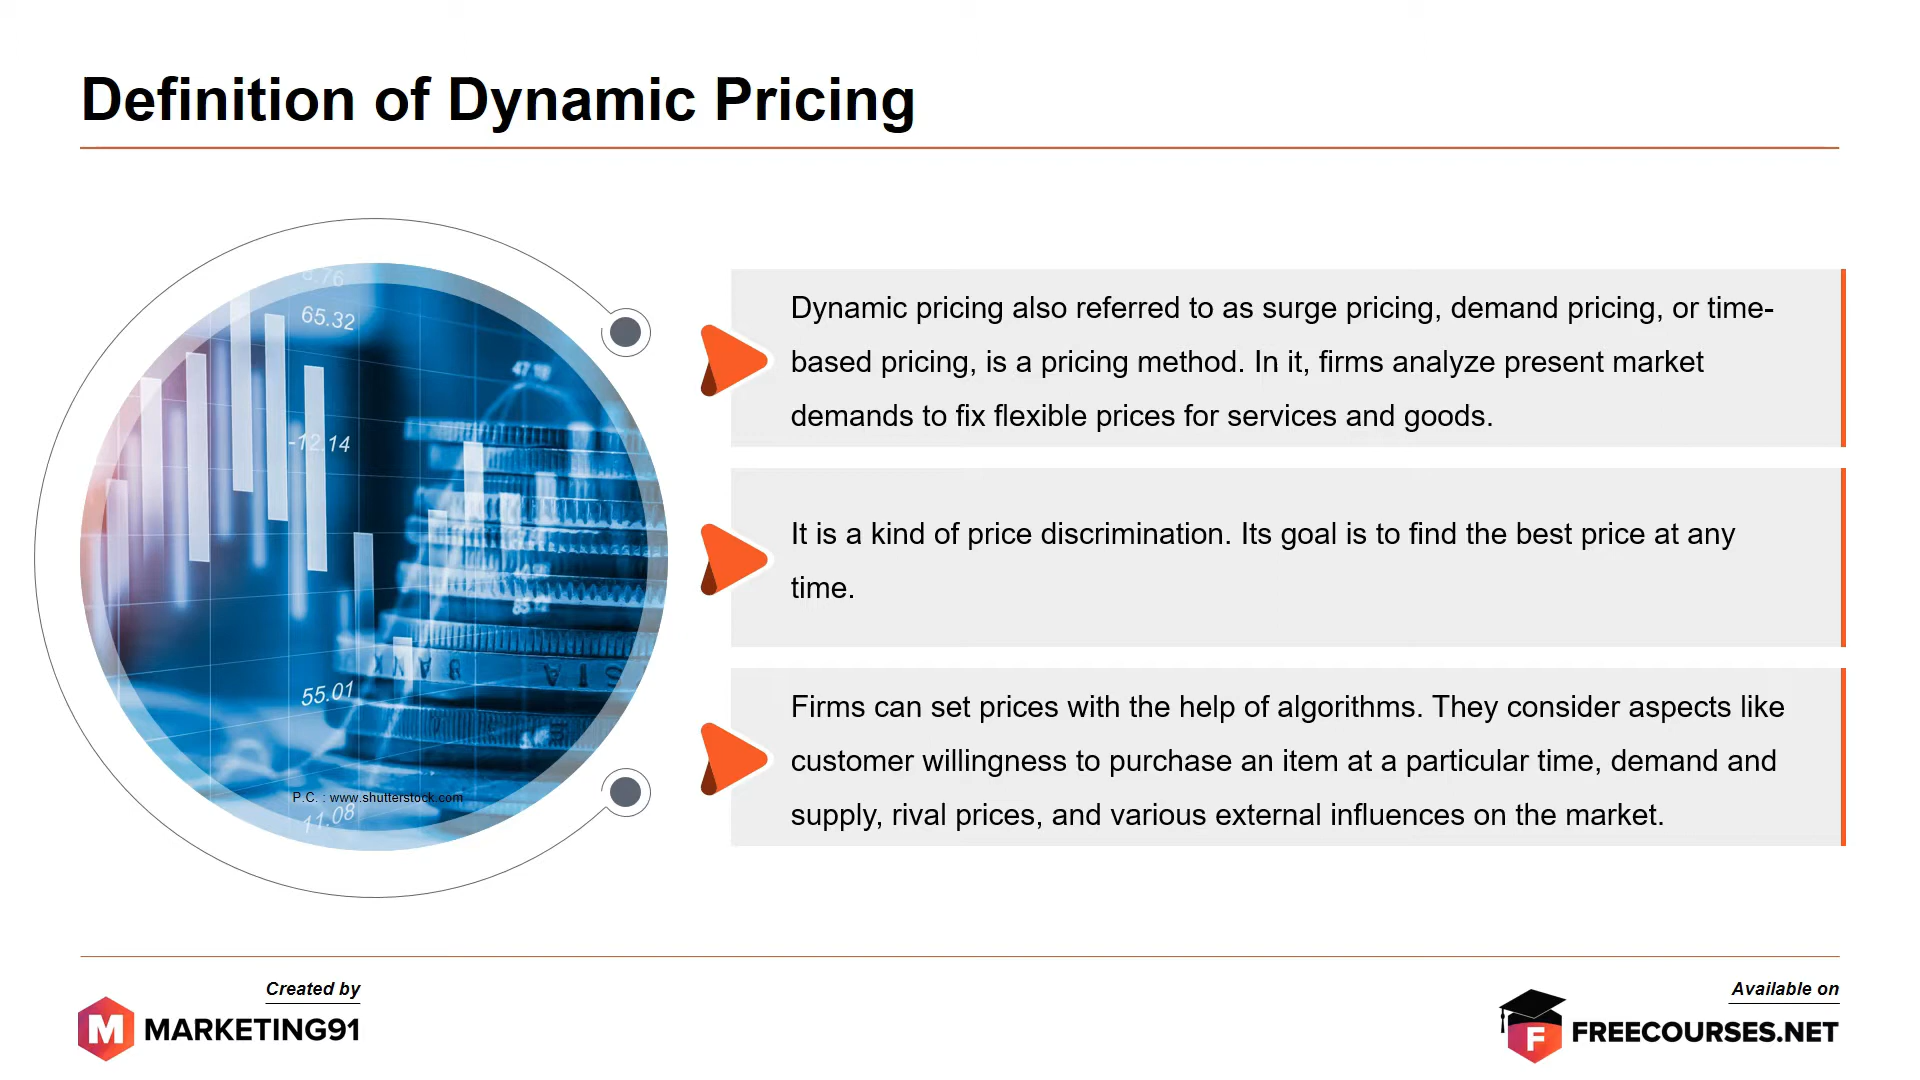 Definition of Dynamic Pricing
65.32
-12.14
55.01
P.C. : www.shutterstock.com
11.08
Dynamic pricing also referred to as surge pricing, demand pricing, or time-
based pricing, is a pricing method. In it, firms analyze present market
demands to fix flexible prices for services and goods.
It is a kind of price discrimination. Its goal is to find the best price at any
time.
Firms can set prices with the help of algorithms. They consider aspects like
customer willingness to purchase an item at a particular time, demand and
supply, rival prices, and various external influences on the market.
Created by
M MARKETING91
Available on
F FREECOURSES.NET